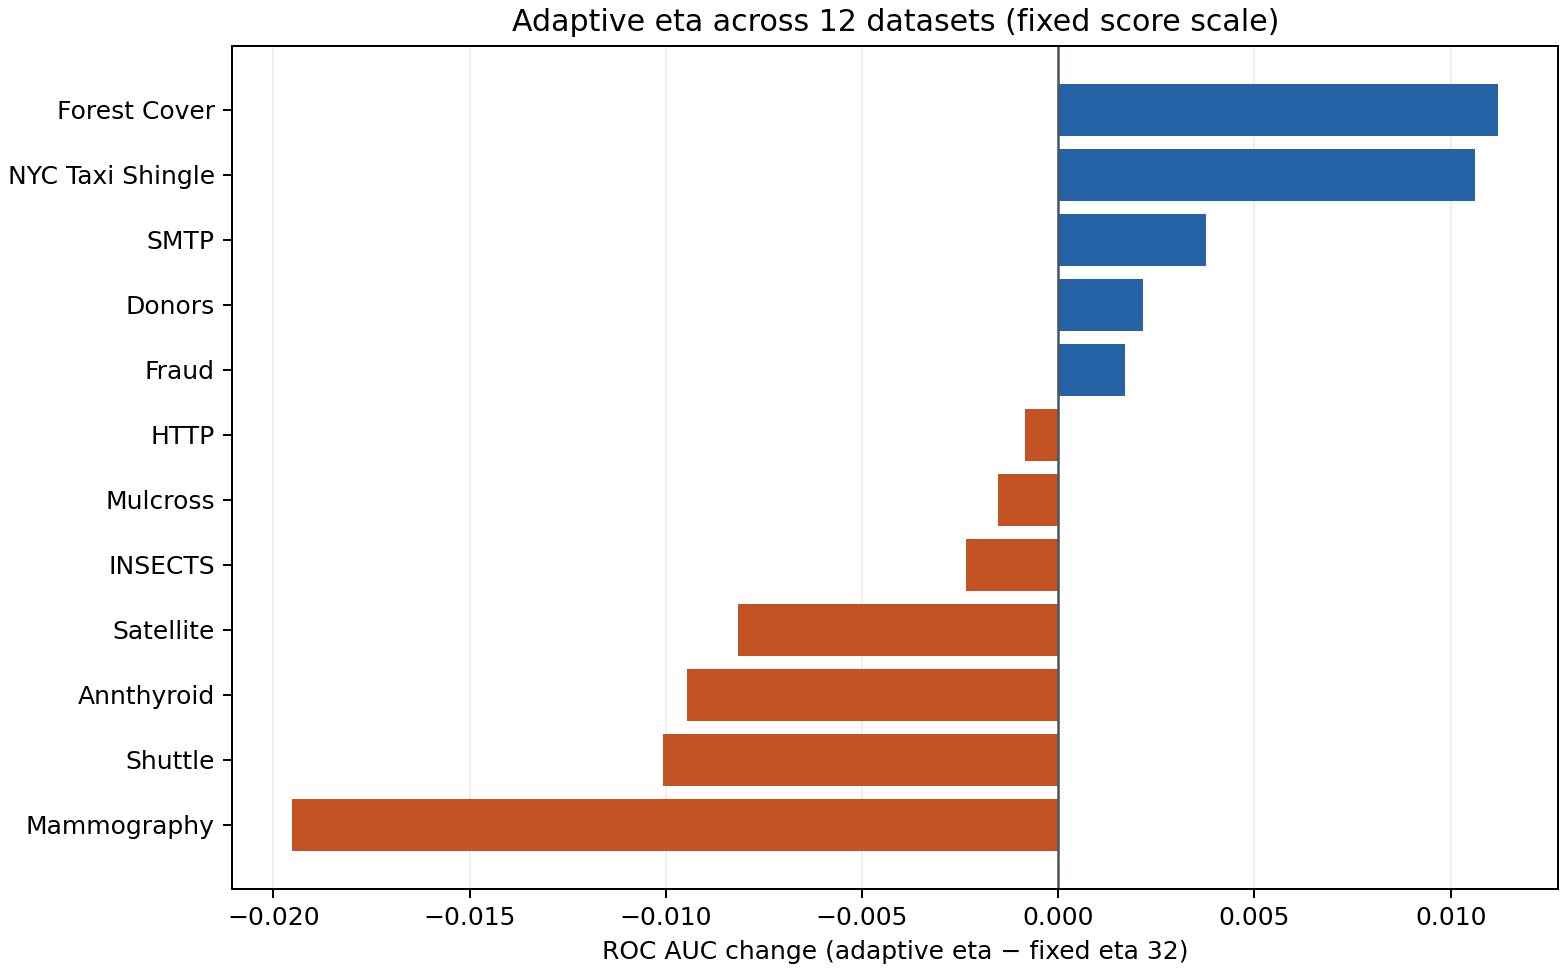 Adaptive eta across 12 datasets (fixed score scale)
Forest Cover
NYC Taxi Shingle
SMTP
Donors
Fraud
HTTP
Mulcross
INSECTS
Satellite
Annthyroid
Shuttle
Mammography
−0.020 −0.015 −0.010 −0.005 0.000 0.005 0.010
ROC AUC change (adaptive eta − fixed eta 32)